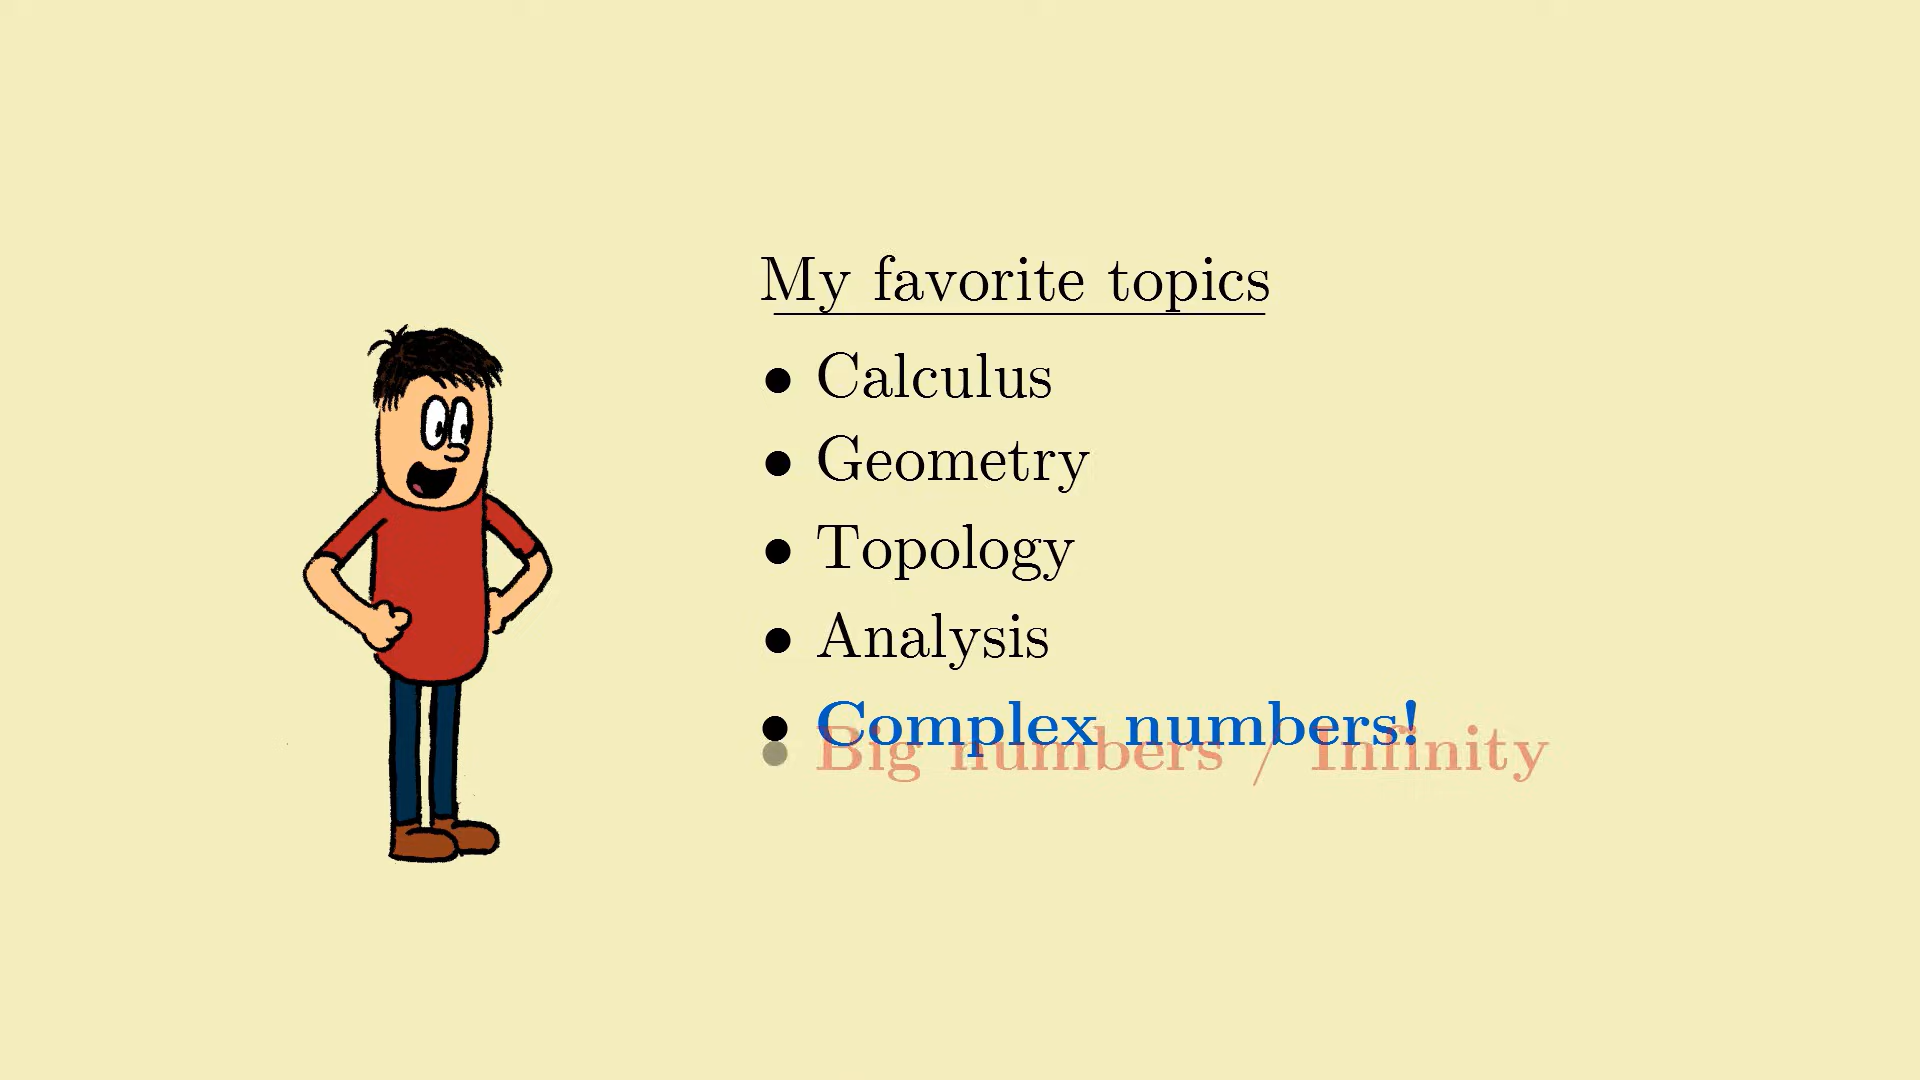 My favorite topics
• Calculus
• Geometry
• Topology
• Analysis
• Complex numbers!
• Big numbers / Infinity